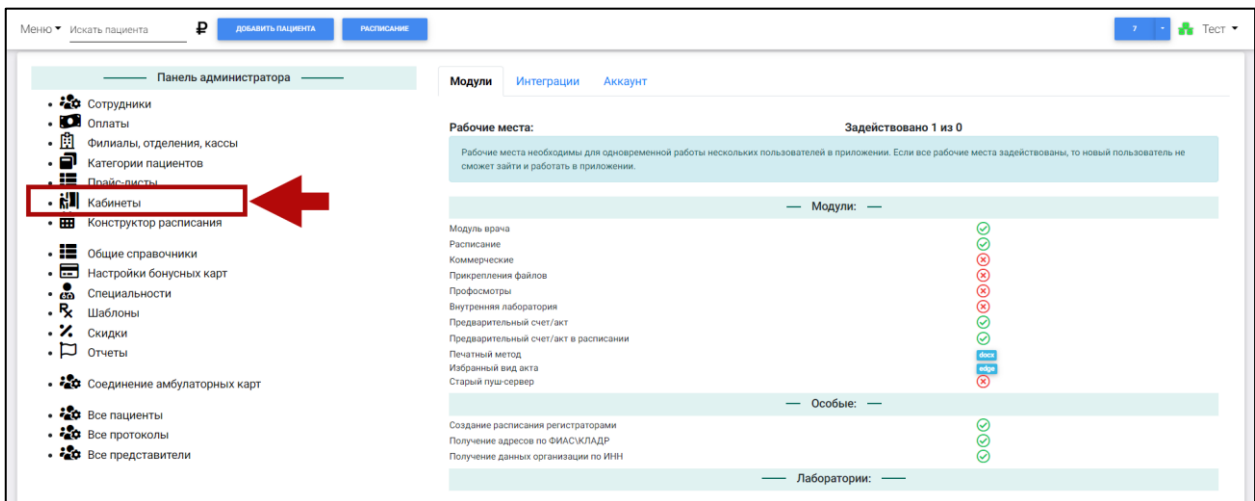 Меню Искать пациента ₽ ДОБАВИТЬ ПАЦИЕНТА РАСПИСАНИЕ 7 Тест
Панель администратора
Сотрудники
Оплаты
Филиалы, отделения, кассы
Категории пациентов
Прайс-листы
Кабинеты
Конструктор расписания
Общие справочники
Настройки бонусных карт
Специальности
Шаблоны
Скидки
Отчеты
Соединение амбулаторных карт
Все пациенты
Все протоколы
Все представители
Модули Интеграции Аккаунт
Рабочие места: Задействовано 1 из 0
Рабочие места необходимы для одновременной работы нескольких пользователей в приложении. Если все рабочие места задействованы, то новый пользователь не
сможет зайти и работать в приложении.
Модули:
Модуль врача
Расписание
Коммерческие
Прикрепления файлов
Профосмотры
Внутренняя лаборатория
Предварительный счет/акт
Предварительный счет/акт в расписании
Печатный метод docx
Избранный вид акта edge
Старый пуш-сервер
Особые:
Создание расписания регистраторами
Получение адресов по ФИАС\КЛАДР
Получение данных организации по ИНН
Лаборатории: